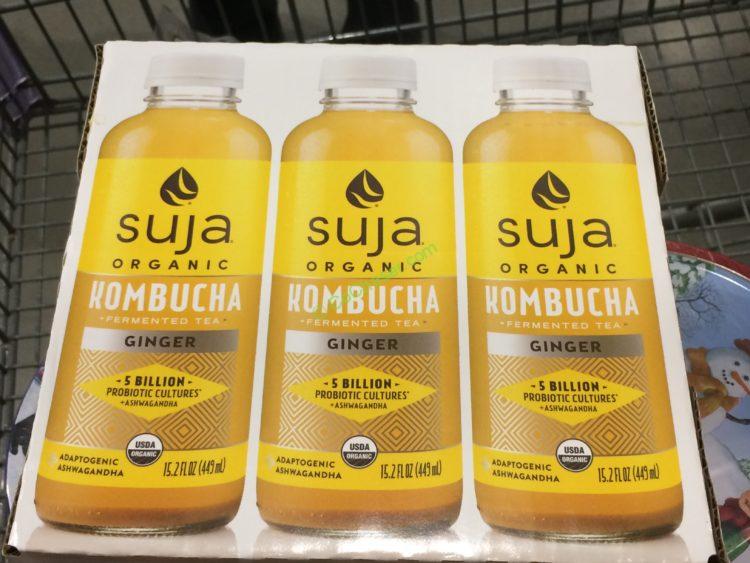 suja
ORGANIC
KOMBUCHA
FERMENTED TEA
GINGER
5 BILLION
PROBIOTIC CULTURES*
+ASHWAGANDHA
ADAPTOGENIC
ASHWAGANDHA
USDA
ORGANIC
15.2 FL OZ (449 mL)
suja
ORGANIC
KOMBUCHA
FERMENTED TEA
GINGER
5 BILLION
PROBIOTIC CULTURES*
+ASHWAGANDHA
ADAPTOGENIC
ASHWAGANDHA
USDA
ORGANIC
15.2 FL OZ (449 mL)
suja
ORGANIC
KOMBUCHA
FERMENTED TEA
GINGER
5 BILLION
PROBIOTIC CULTURES*
+ASHWAGANDHA
ADAPTOGENIC
ASHWAGANDHA
USDA
ORGANIC
15.2 FL OZ (449 mL)